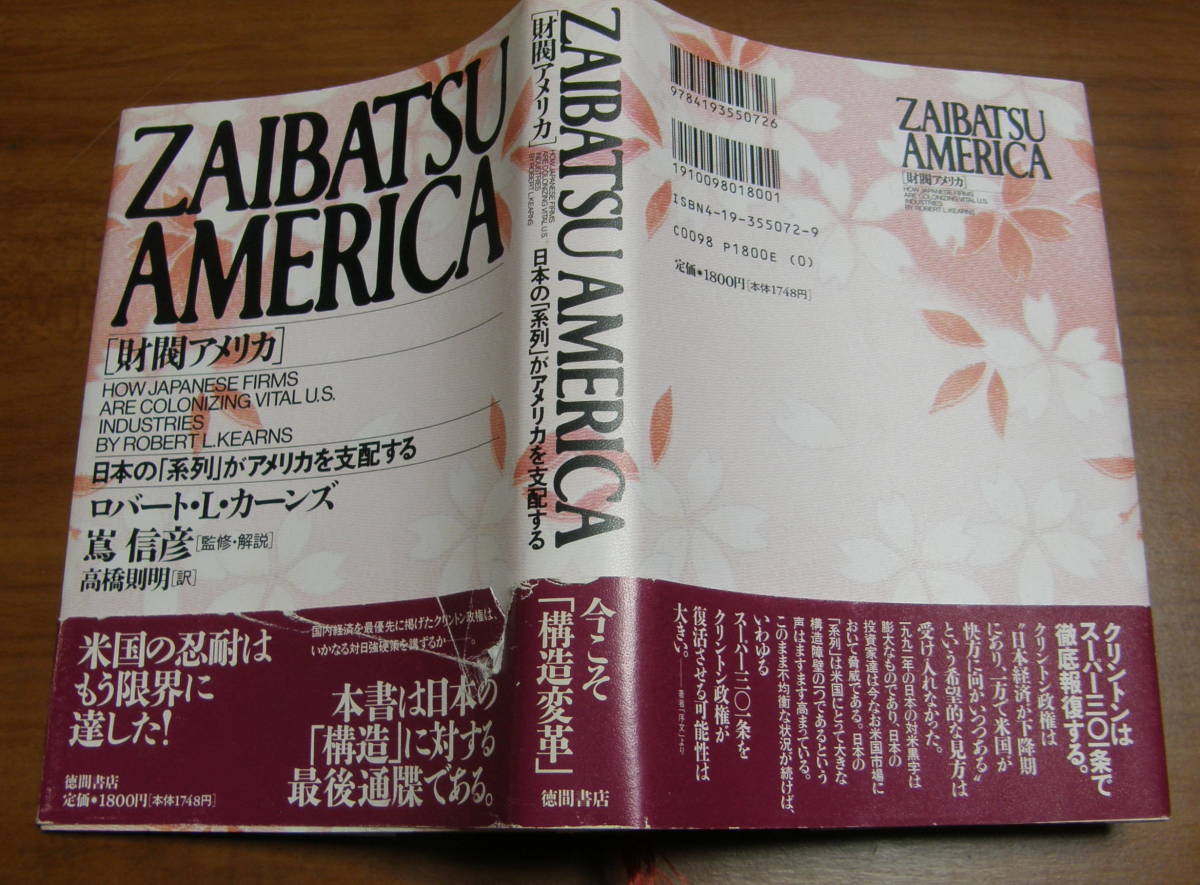 ZAIBATSU
AMERICA
[財閥アメリカ]
HOW JAPANESE FIRMS
ARE COLONIZING VITAL U.S.
INDUSTRIES
BY ROBERT L.KEARNS
日本の「系列」がアメリカを支配する
ロバート・L・カーンズ
嶌 信彦[監修・解説]
高橋則明[訳]
米国の忍耐は
もう限界に
達した!
国内経済を最優先に掲げたクリントン政権は、
いかなる対日強硬策を講ずるか
本書は日本の
「構造」に対する
最後通牒である。
徳間書店
定価・1800円[本体1748円]
[財閥アメリカ]
ZAIBATSU AMERICA
HOW JAPANESE FIRMS
ARE COLONIZING VITAL U.S.
INDUSTRIES
BY ROBERT L.KEARNS
日本の「系列」がアメリカを支配する
今こそ
「構造変革」
徳間書店
9784193550726
1910098018001
ISBN4-19-355072-9
C0098 P1800E (0)
定価・1800円[本体1748円]
ZAIBATSU
AMERICA
[財閥アメリカ]
HOW JAPANESE FIRMS
ARE COLONIZING VITAL U.S.
INDUSTRIES
BY ROBERT L.KEARNS
クリントンは
スーパー三〇一条で
徹底報復する。
クリントン政権は
“日本経済が下降期
にあり、一方で米国が
快方に向かいつつある”
という希望的な見方は
受け入れなかった。
一九九二年の日本の対米黒字は
膨大なものであり、日本の
投資家達は今なお米国市場に
おいて脅威である。日本の
「系列」は米国にとって大きな
構造障壁の一つであるという
声はますます高まっている。
このまま不均衡な状況が続けば、
いわゆる
スーパー三〇一条を
クリントン政権が
復活させる可能性は
大きい。——著者「序文」より